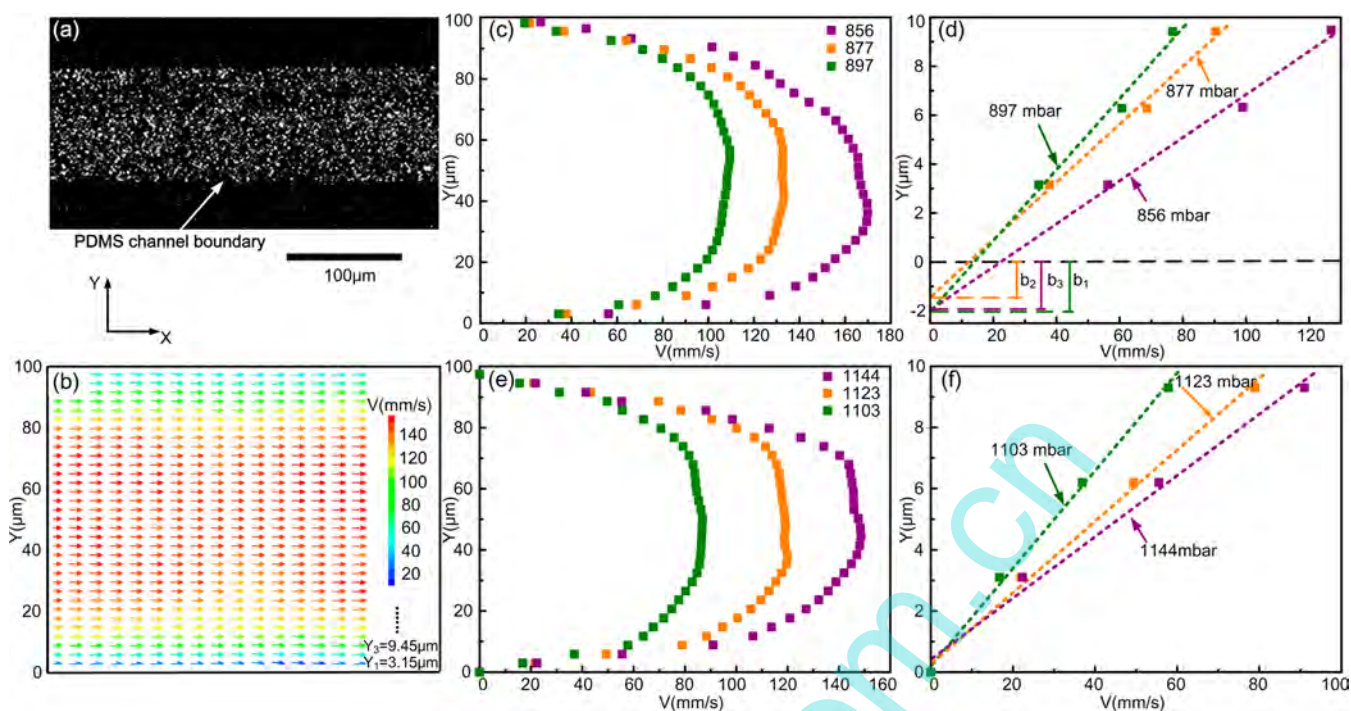 (a)
PDMS channel boundary
100μm
Y
X
(b)
100
80
60
40
20
0
Y(μm)
V(mm/s)
140
120
100
80
60
40
20
Y₃=9.45μm
Y₁=3.15μm
(c)
856
877
897
100
80
60
40
20
0
Y(μm)
0 20 40 60 80 100 120 140 160 180
V(mm/s)
(d)
897 mbar
877 mbar
856 mbar
b₂
b₃
b₁
10
8
6
4
2
0
-2
Y(μm)
0 20 40 60 80 100 120
V(mm/s)
(e)
1144
1123
1103
100
80
60
40
20
0
Y(μm)
0 20 40 60 80 100 120 140 160
V(mm/s)
(f)
1123 mbar
1103 mbar
1144mbar
10
8
6
4
2
0
Y(μm)
0 20 40 60 80 100
V(mm/s)
om.cn